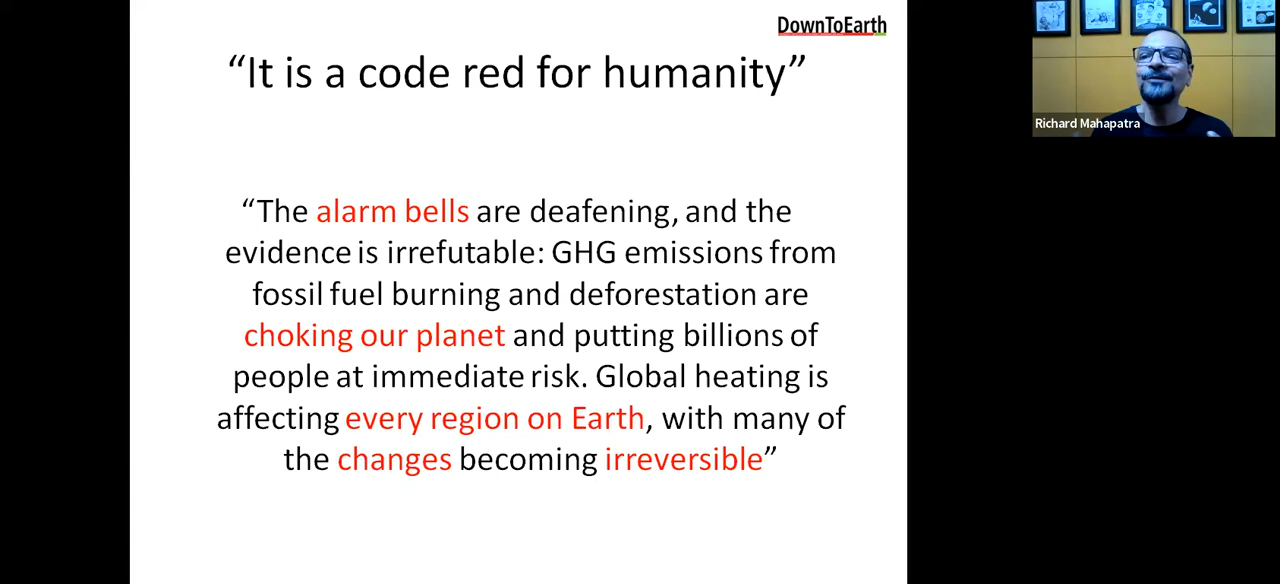 DownToEarth
“It is a code red for humanity”
“The alarm bells are deafening, and the
evidence is irrefutable: GHG emissions from
fossil fuel burning and deforestation are
choking our planet and putting billions of
people at immediate risk. Global heating is
affecting every region on Earth, with many of
the changes becoming irreversible”
Richard Mahapatra